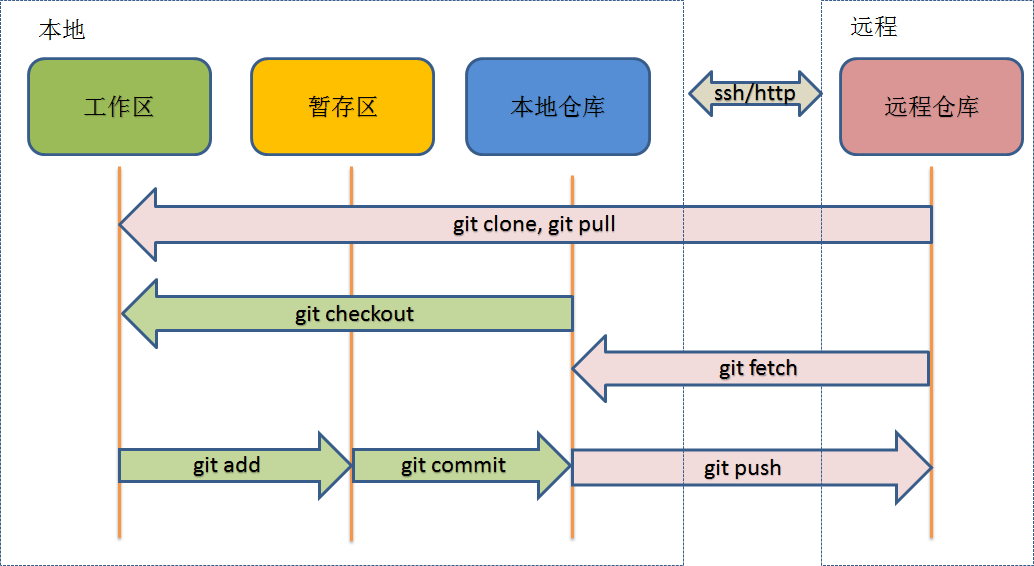 本地
远程
工作区
暂存区
本地仓库
ssh/http
远程仓库
git clone, git pull
git checkout
git fetch
git add
git commit
git push